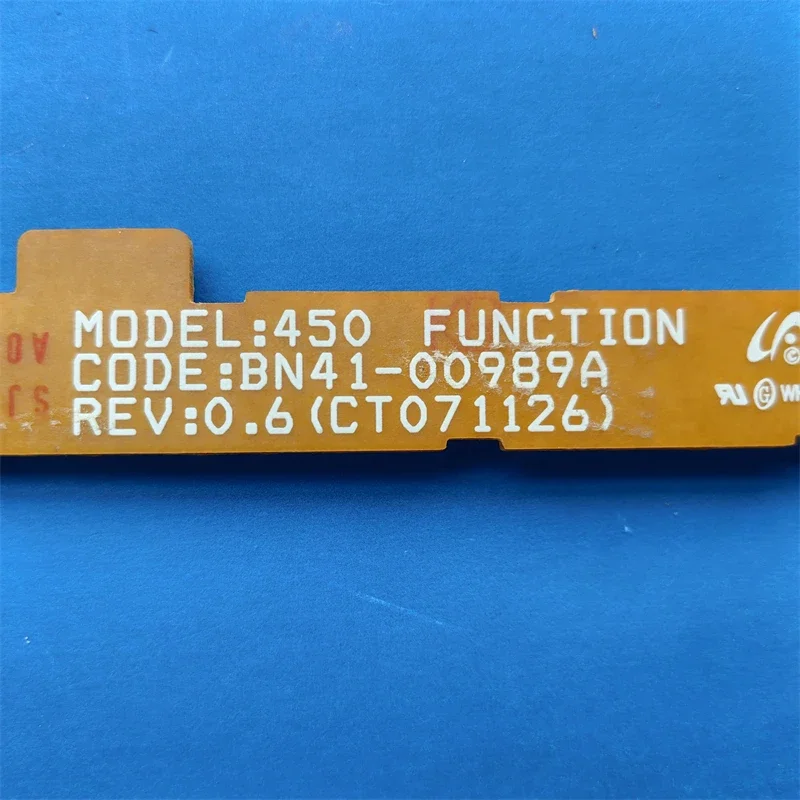 MODEL:450 FUNCTION
CODE:BN41-00989A
REV:0.6(CT071126)